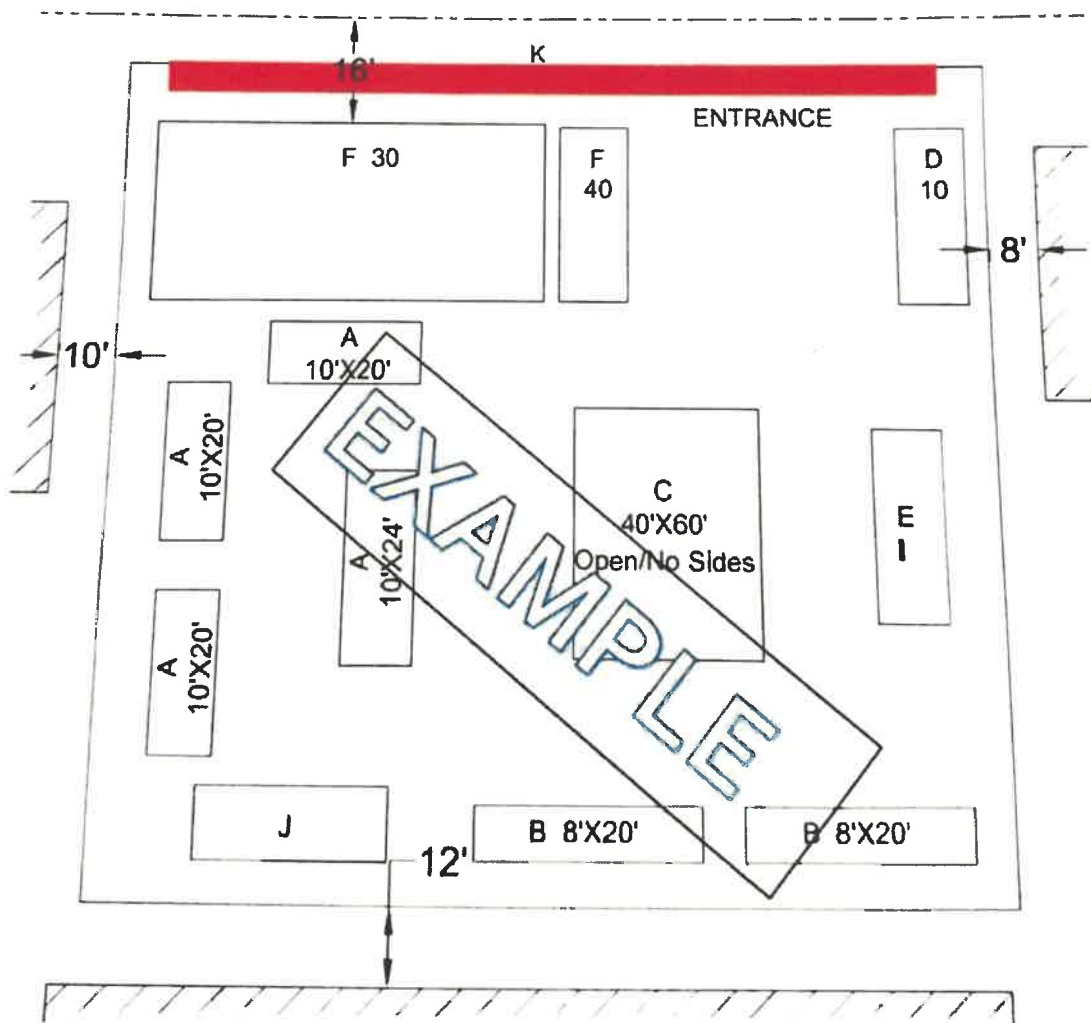 K
16'
ENTRANCE
F 30
F
40
D
10
8'
10'
A
10'X20'
A
10'X20'
EXAMPLE
A
10'X24'
C
40'X60'
Open/No Sides
E
I
A
10'X20'
J
B 8'X20'
B 8'X20'
12'